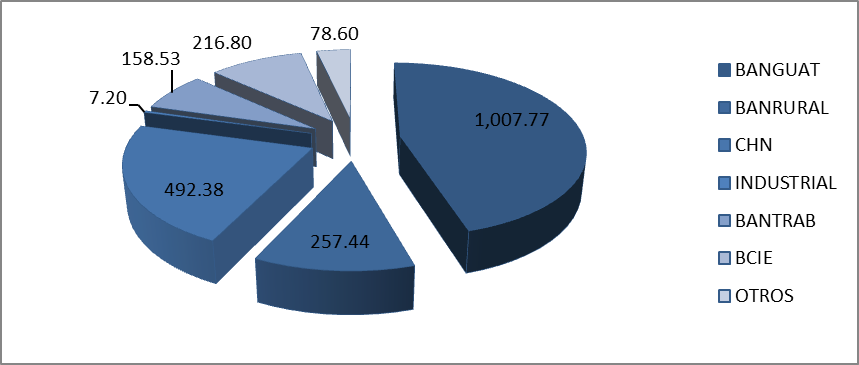 78.60
216.80
158.53
7.20
1,007.77
492.38
257.44
BANGUAT
BANRURAL
CHN
INDUSTRIAL
BANTRAB
BCIE
OTROS